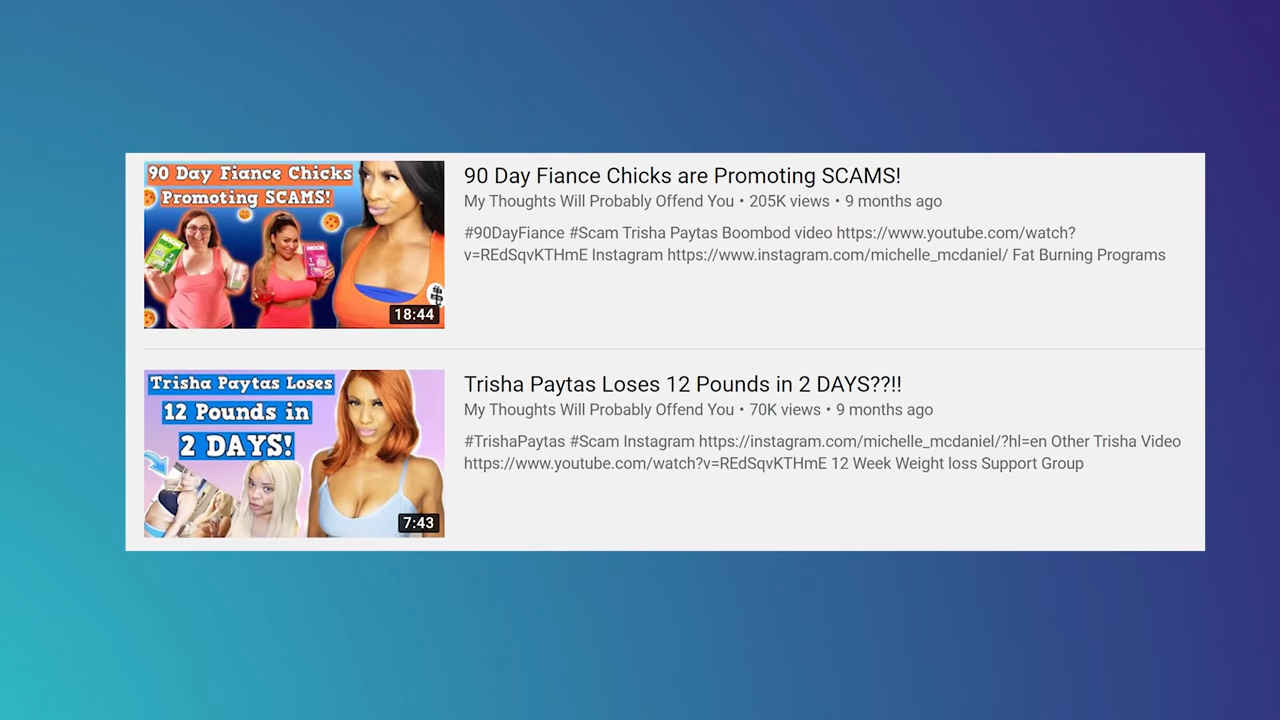 90 Day Fiance Chicks
Promoting SCAMS!
18:44
90 Day Fiance Chicks are Promoting SCAMS!
My Thoughts Will Probably Offend You • 205K views • 9 months ago
#90DayFiance #Scam Trisha Paytas Boombod video https://www.youtube.com/watch?
v=REdSqvKTHmE Instagram https://www.instagram.com/michelle_mcdaniel/ Fat Burning Programs
Trisha Paytas Loses
12 Pounds in
2 DAYS!
7:43
Trisha Paytas Loses 12 Pounds in 2 DAYS??!!
My Thoughts Will Probably Offend You • 70K views • 9 months ago
#TrishaPaytas #Scam Instagram https://instagram.com/michelle_mcdaniel/?hl=en Other Trisha Video
https://www.youtube.com/watch?v=REdSqvKTHmE 12 Week Weight loss Support Group